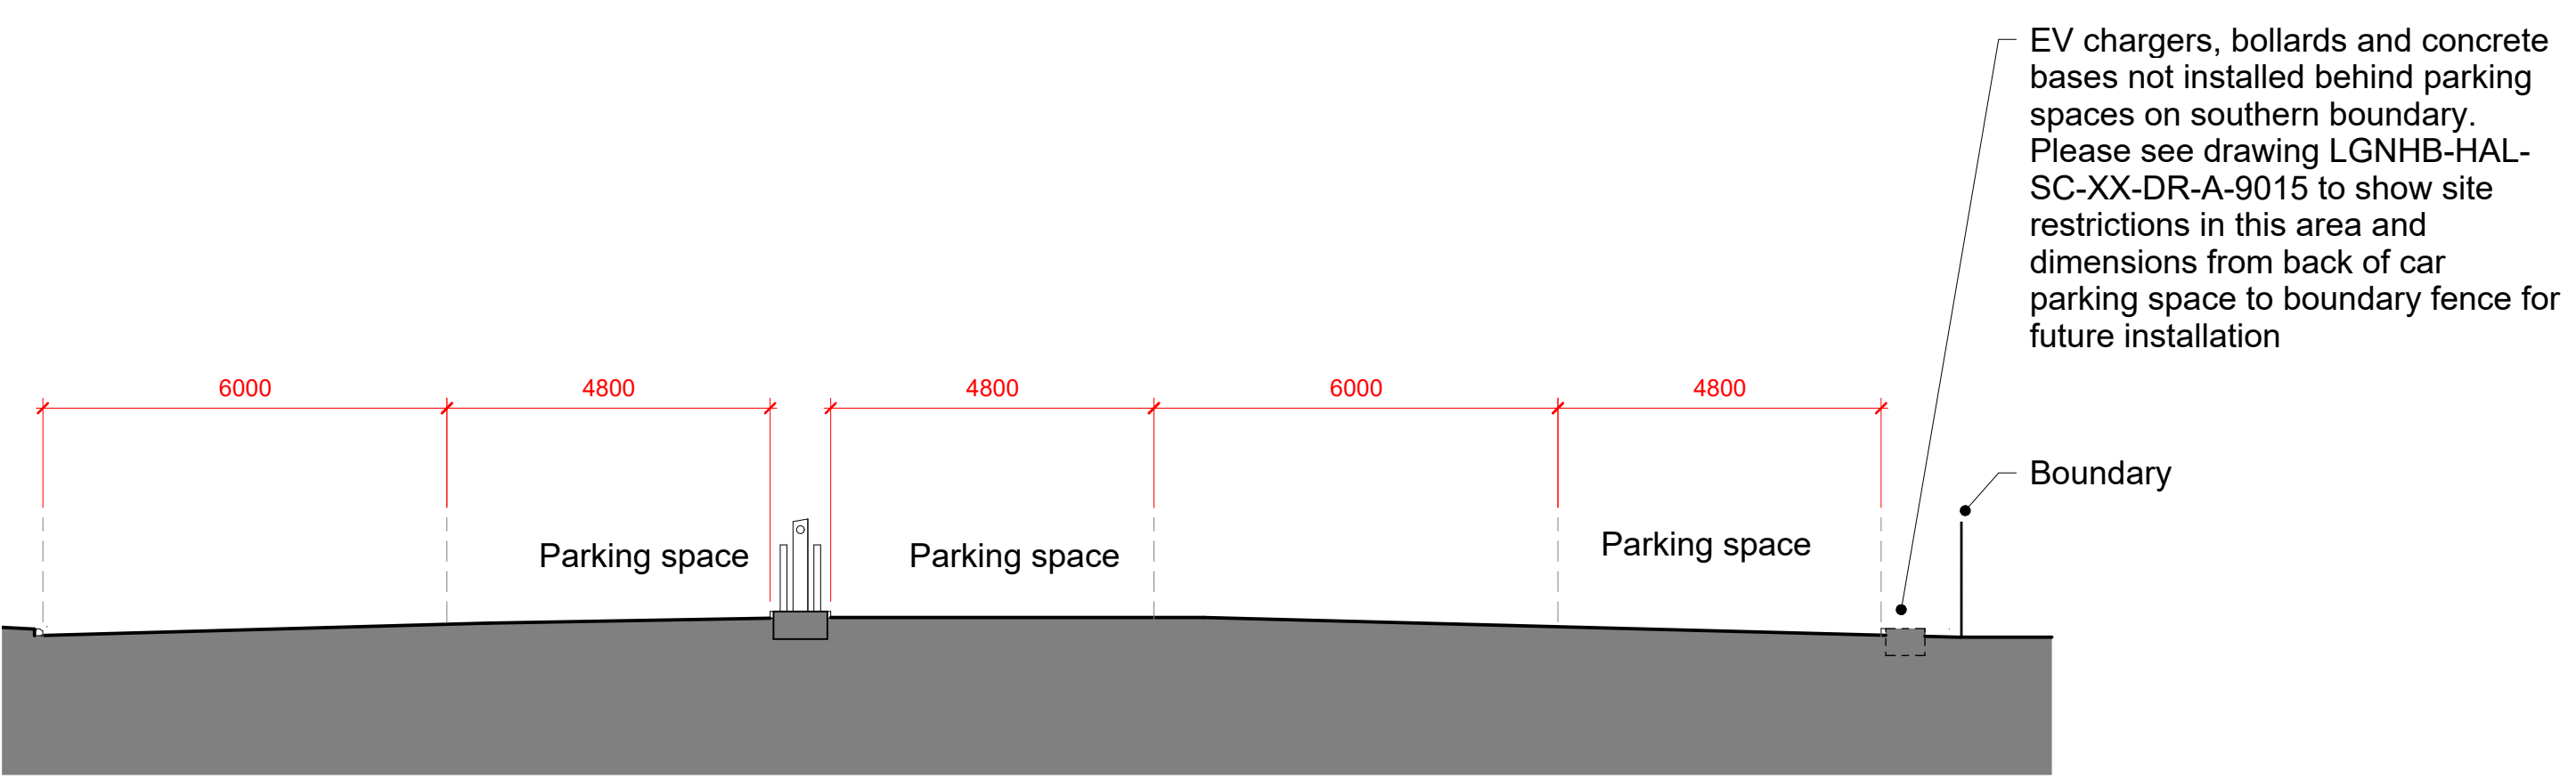 EV chargers, bollards and concrete
bases not installed behind parking
spaces on southern boundary.
Please see drawing LGNHB-HAL-
SC-XX-DR-A-9015 to show site
restrictions in this area and
dimensions from back of car
parking space to boundary fence for
future installation
6000
4800
4800
6000
4800
Boundary
Parking space
Parking space
Parking space